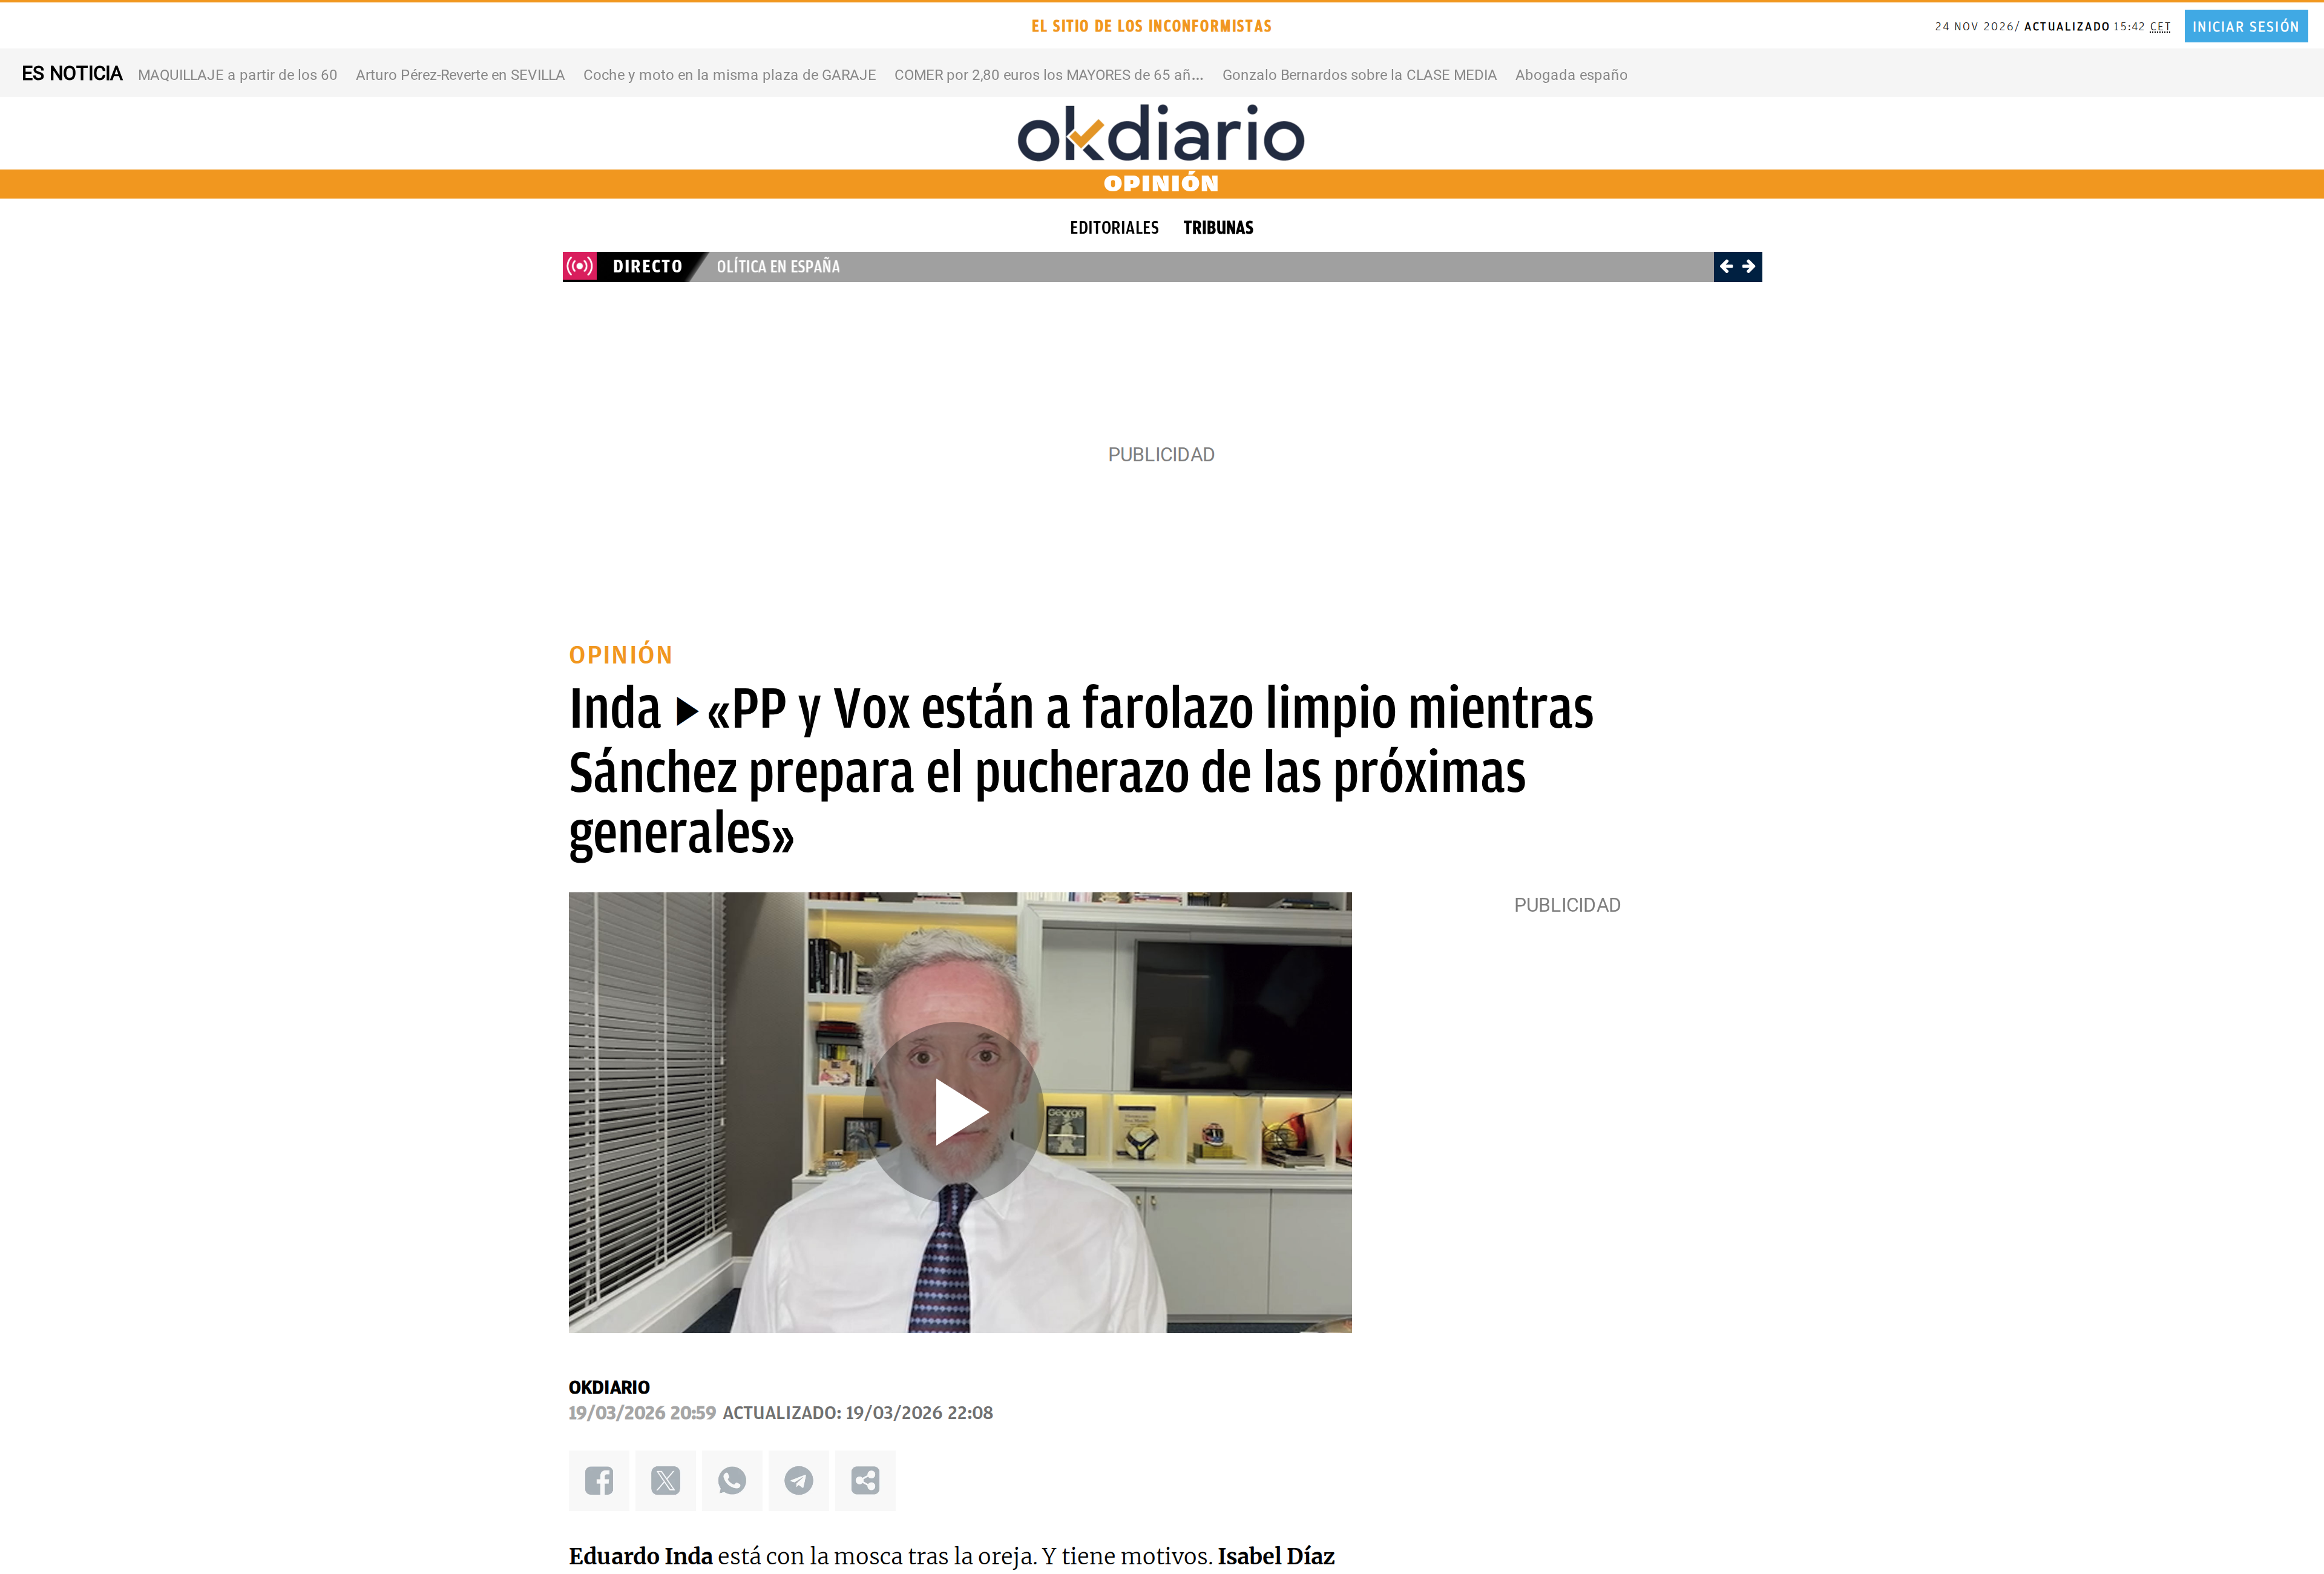 EL SITIO DE LOS INCONFORMISTAS
24 NOV 2026/ ACTUALIZADO 15:42 CET
INICIAR SESIÓN
ES NOTICIA MAQUILLAJE a partir de los 60 Arturo Pérez-Reverte en SEVILLA Coche y moto en la misma plaza de GARAJE COMER por 2,80 euros los MAYORES de 65 añ... Gonzalo Bernardos sobre la CLASE MEDIA Abogada españo
okdiario
OPINIÓN
EDITORIALES TRIBUNAS
DIRECTO OLÍTICA EN ESPAÑA
PUBLICIDAD
OPINIÓN
Inda ▶ «PP y Vox están a farolazo limpio mientras
Sánchez prepara el pucherazo de las próximas
generales»
George
PUBLICIDAD
OKDIARIO
19/03/2026 20:59 ACTUALIZADO: 19/03/2026 22:08
Eduardo Inda está con la mosca tras la oreja. Y tiene motivos. Isabel Díaz